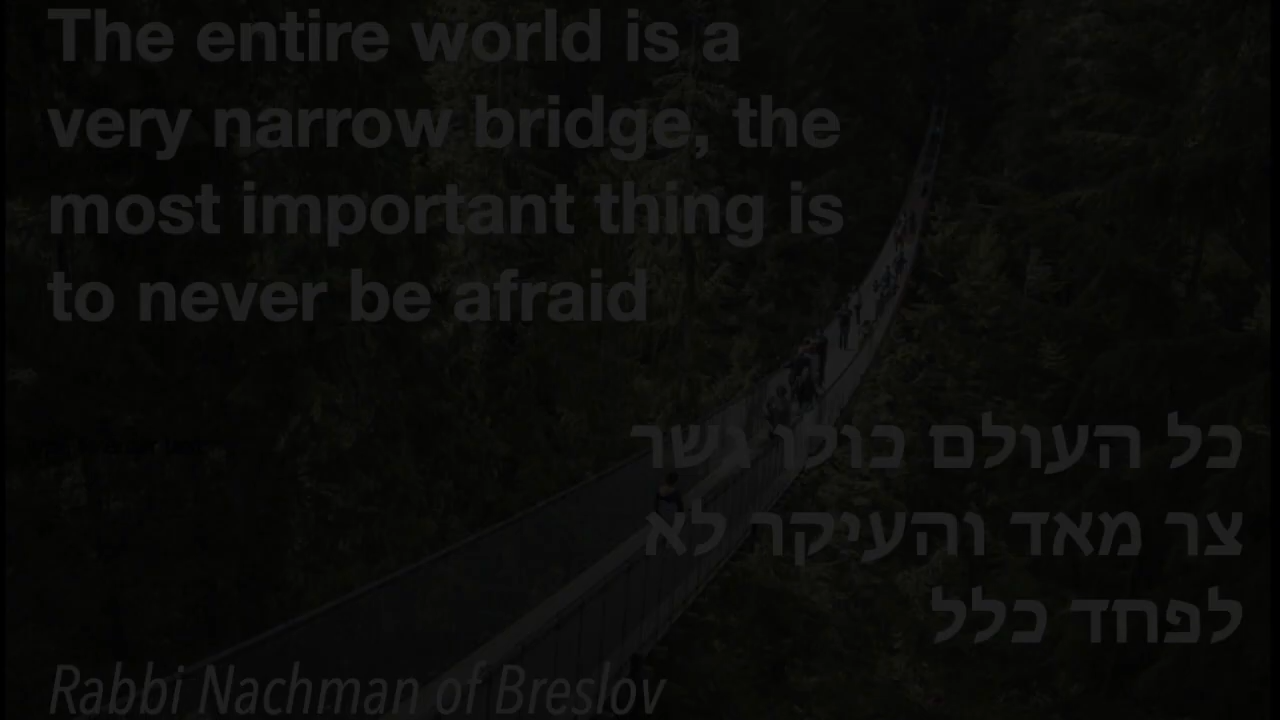 The entire world is a
very narrow bridge, the
most important thing is
to never be afraid
כל העולם כולו גשר
צר מאד והעיקר לא
לפחד כלל
Rabbi Nachman of Breslov